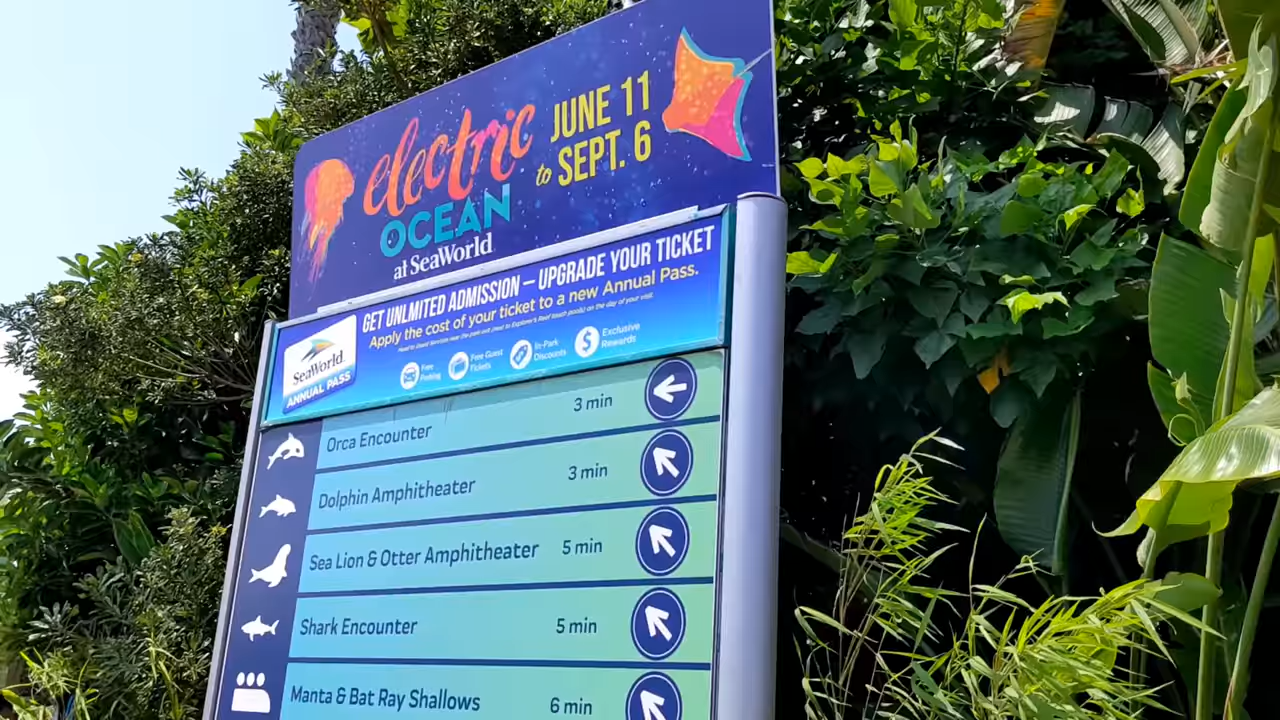 electric
OCEAN
at SeaWorld
JUNE 11
to SEPT. 6
GET UNLMITED ADMISSION – UPGRADE YOUR TICKET
Apply the cost of your ticket to a new Annual Pass.
SeaWorld
ANNUAL PASS
Free
Parking
Free Guest
Tickets
In-Park
Discounts
$
Exclusive
Rewards
Orca Encounter 3 min
Dolphin Amphitheater 3 min
Sea Lion & Otter Amphitheater 5 min
Shark Encounter 5 min
Manta & Bat Ray Shallows 6 min